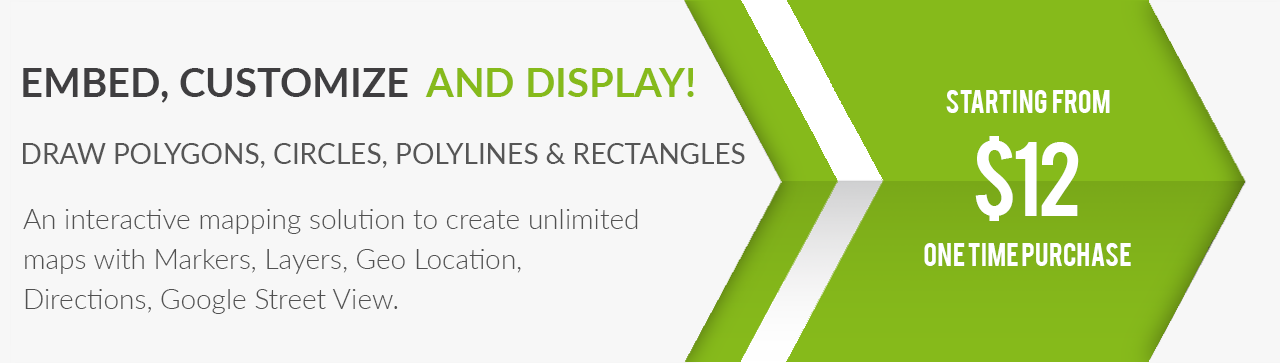 EMBED, CUSTOMIZE AND DISPLAY!
DRAW POLYGONS, CIRCLES, POLYLINES & RECTANGLES
An interactive mapping solution to create unlimited
maps with Markers, Layers, Geo Location,
Directions, Google Street View.
STARTING FROM
$12
ONE TIME PURCHASE